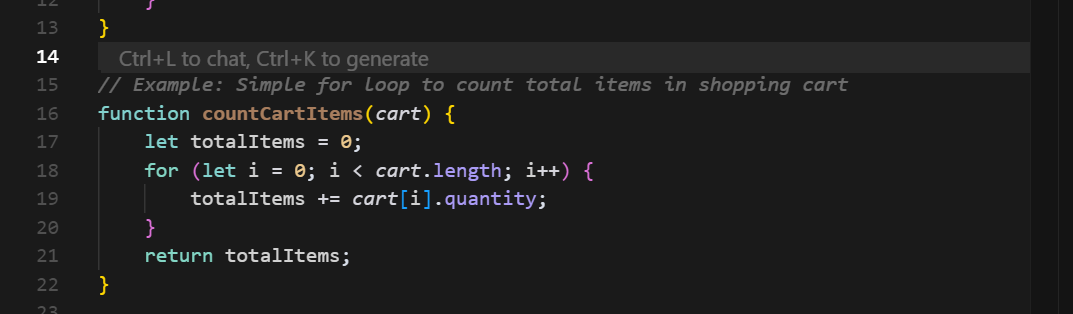 12 }
13 }
14 Ctrl+L to chat, Ctrl+K to generate
15 // Example: Simple for loop to count total items in shopping cart
16 function countCartItems(cart) {
17 let totalItems = 0;
18 for (let i = 0; i < cart.length; i++) {
19 totalItems += cart[i].quantity;
20 }
21 return totalItems;
22 }
23